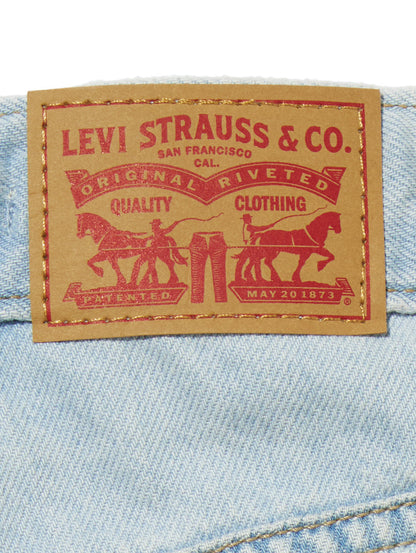 LEVI STRAUSS & CO.
SAN FRANCISCO
CAL.
ORIGINAL RIVETED
QUALITY CLOTHING
PATENTED MAY 20 1873
®